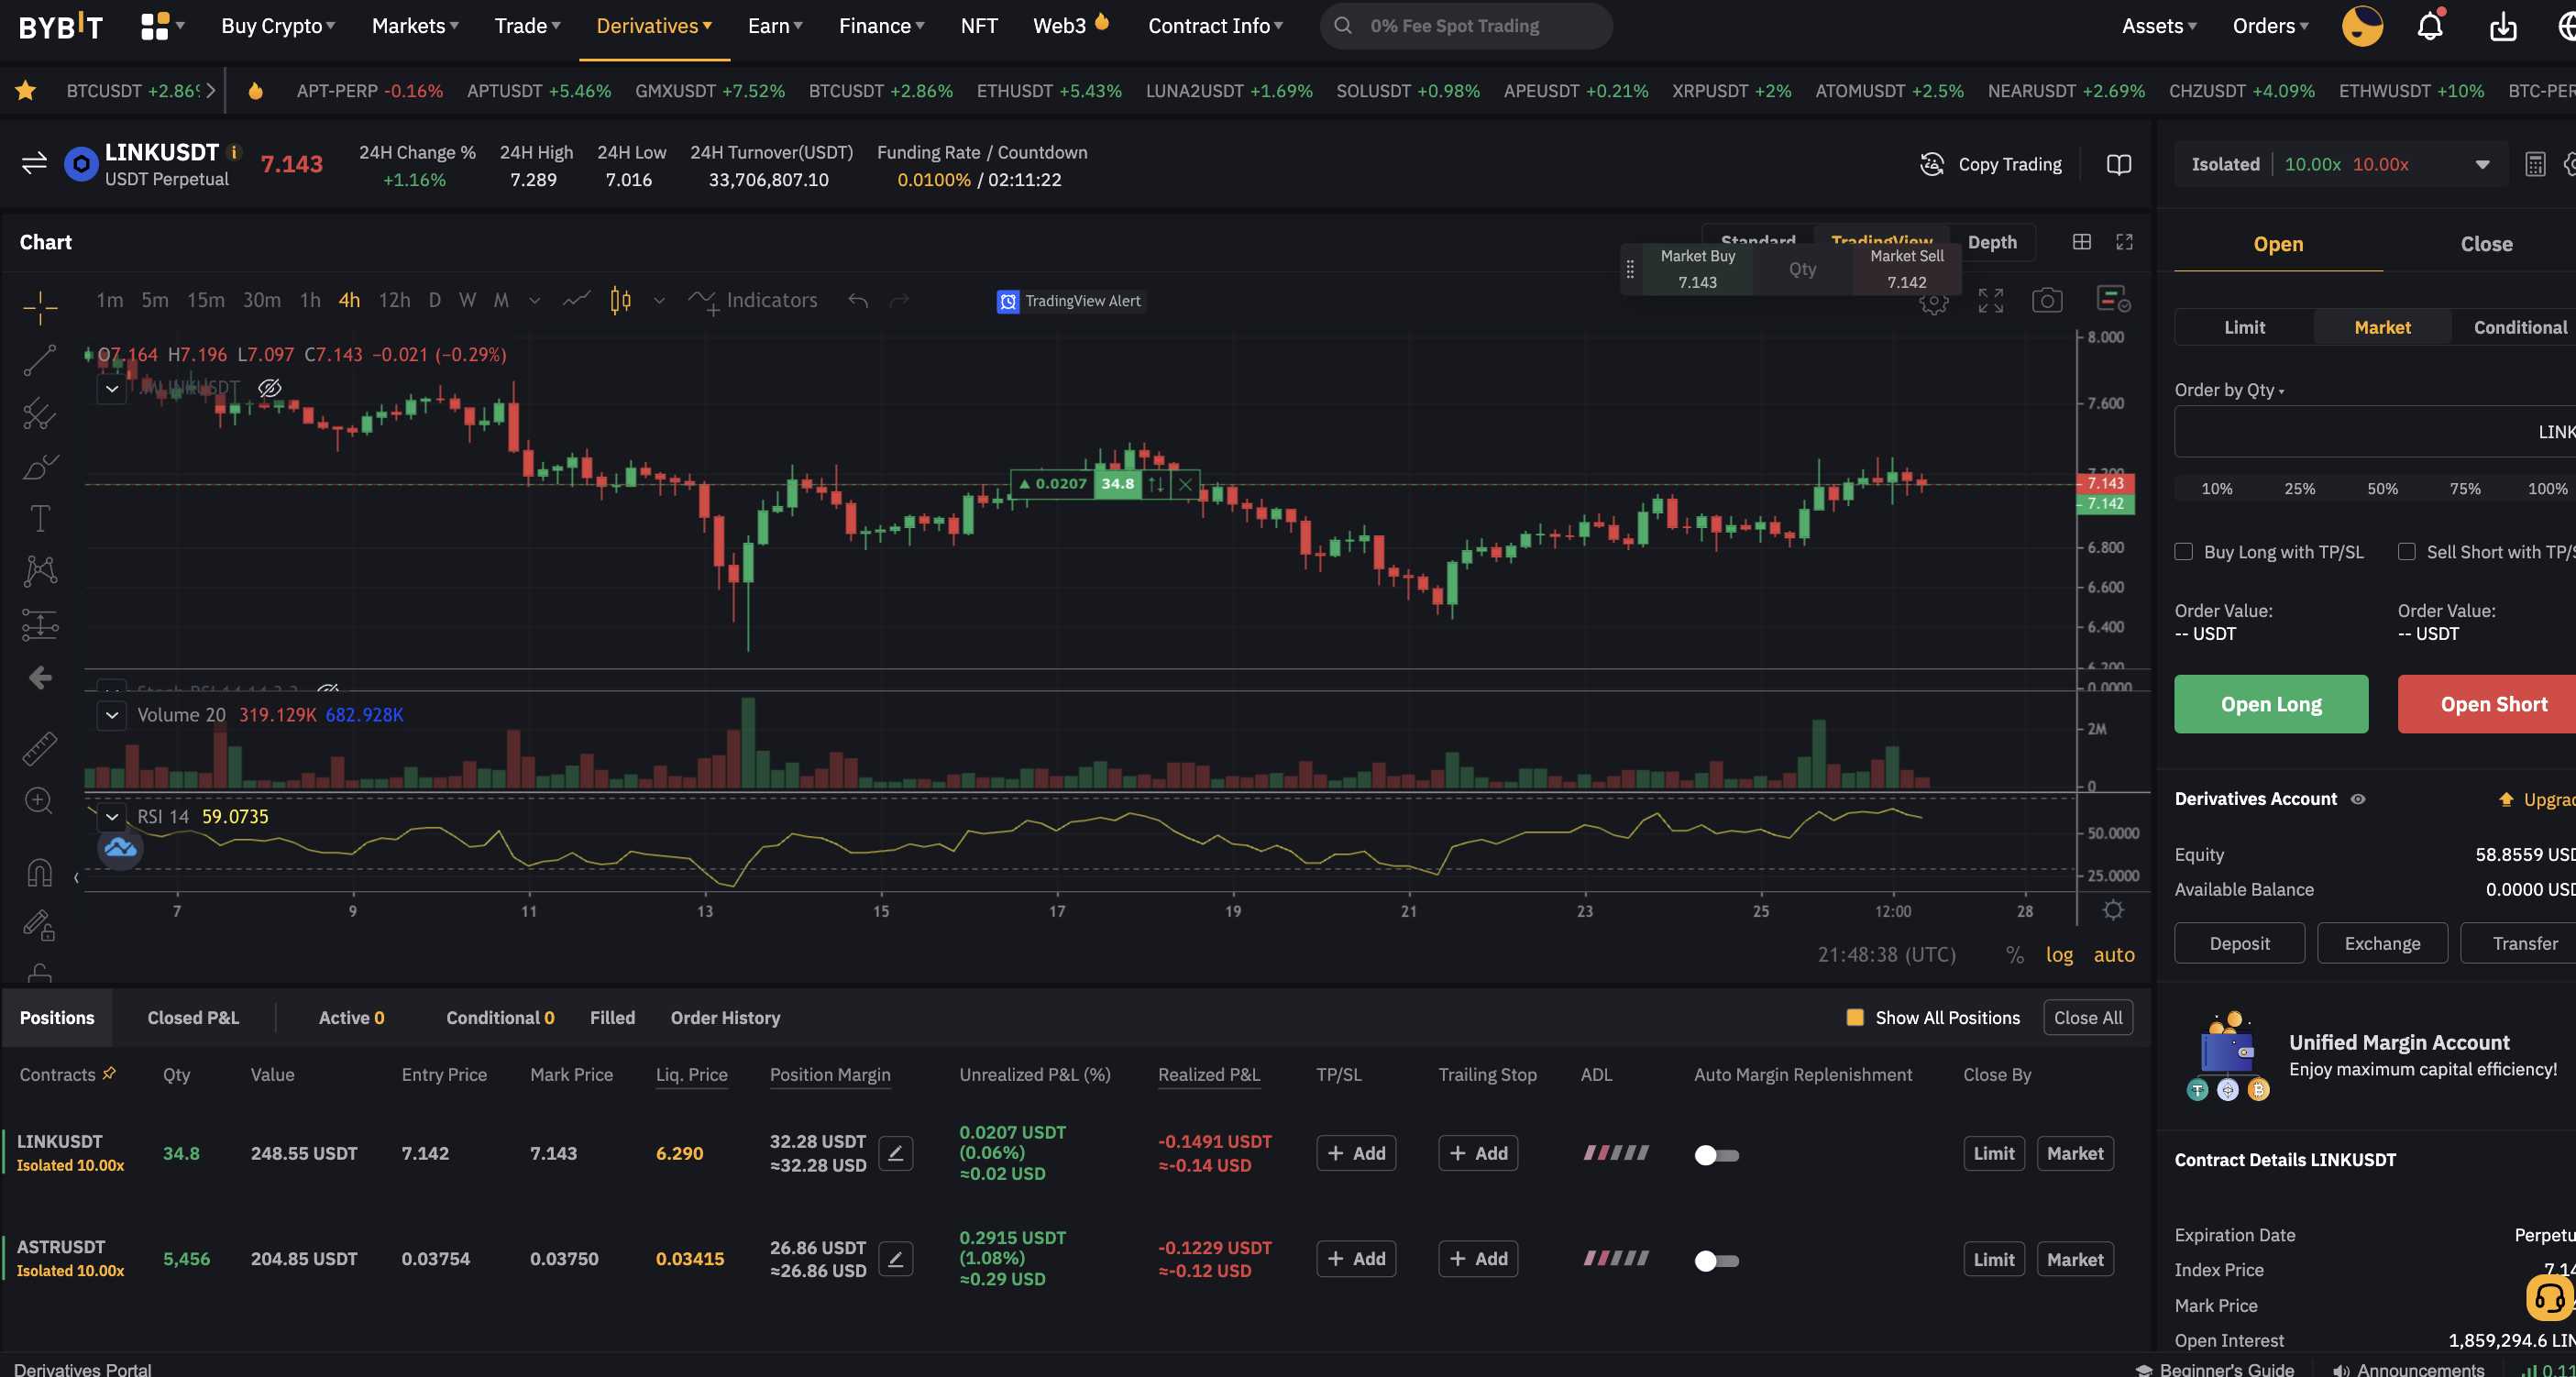 BYBIT
Buy Crypto
Markets
Trade
Derivatives
Earn
Finance
NFT
Web3
Contract Info
0% Fee Spot Trading
Assets
Orders
BTCUSDT +2.86%
APT-PERP -0.16%
APTUSDT +5.46%
GMXUSDT +7.52%
BTCUSDT +2.86%
ETHUSDT +5.43%
LUNA2USDT +1.69%
SOLUSDT +0.98%
APEUSDT +0.21%
XRPUSDT +2%
ATOMUSDT +2.5%
NEARUSDT +2.69%
CHZUSDT +4.09%
ETHWUSDT +10%
BTC-PER
LINKUSDT
USDT Perpetual
7.143
24H Change %
+1.16%
24H High
7.289
24H Low
7.016
24H Turnover(USDT)
33,706,807.10
Funding Rate / Countdown
0.0100% / 02:11:22
Copy Trading
Isolated 10.00x 10.00x
Chart
Standard
TradingView
Depth
Market Buy
7.143
Qty
Market Sell
7.142
Open
Close
1m 5m 15m 30m 1h 4h 12h D W M
Indicators
TradingView Alert
Limit
Market
Conditional
O7.164 H7.196 L7.097 C7.143 −0.021 (−0.29%)
.MLINKUSDT
8.000
7.600
7.200
7.143
7.142
6.800
6.600
6.400
6.200
0.0000
0.0207
34.8
Order by Qty
LINK
10% 25% 50% 75% 100%
Buy Long with TP/SL
Sell Short with TP/S
Order Value:
-- USDT
Order Value:
-- USDT
Open Long
Open Short
Stoch RSI 14 14 3 3
Volume 20 319.129K 682.928K
2M
0
RSI 14 59.0735
50.0000
25.0000
7 9 11 13 15 17 19 21 23 25 12:00 28
21:48:38 (UTC)
%
log
auto
Derivatives Account
Upgrad
Equity
58.8559 USD
Available Balance
0.0000 USD
Deposit
Exchange
Transfer
Unified Margin Account
Enjoy maximum capital efficiency!
Contract Details LINKUSDT
Expiration Date
Perpetu
Index Price
7.14
Mark Price
Open Interest
1,859,294.6 LIN
Positions
Closed P&L
Active 0
Conditional 0
Filled
Order History
Show All Positions
Close All
Contracts
Qty
Value
Entry Price
Mark Price
Liq. Price
Position Margin
Unrealized P&L (%)
Realized P&L
TP/SL
Trailing Stop
ADL
Auto Margin Replenishment
Close By
LINKUSDT
Isolated 10.00x
34.8
248.55 USDT
7.142
7.143
6.290
32.28 USDT
≈32.28 USD
0.0207 USDT
(0.06%)
≈0.02 USD
-0.1491 USDT
≈-0.14 USD
+ Add
+ Add
Limit
Market
ASTRUSDT
Isolated 10.00x
5,456
204.85 USDT
0.03754
0.03750
0.03415
26.86 USDT
≈26.86 USD
0.2915 USDT
(1.08%)
≈0.29 USD
-0.1229 USDT
≈-0.12 USD
+ Add
+ Add
Limit
Market
Derivatives Portal
Beginner's Guide
Announcements
0.11